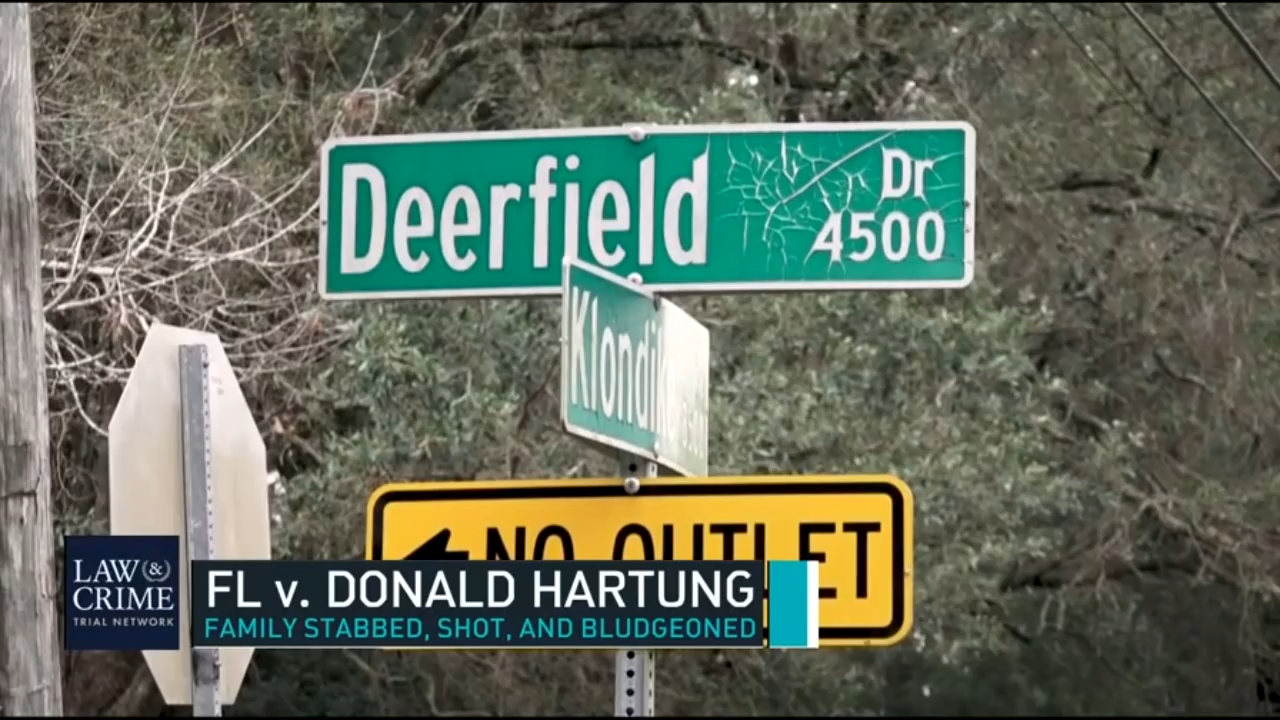 Deerfield Dr
4500
NO OUTLET
LAW & CRIME
TRIAL NETWORK
FL v. DONALD HARTUNG
FAMILY STABBED, SHOT, AND BLUDGEONED